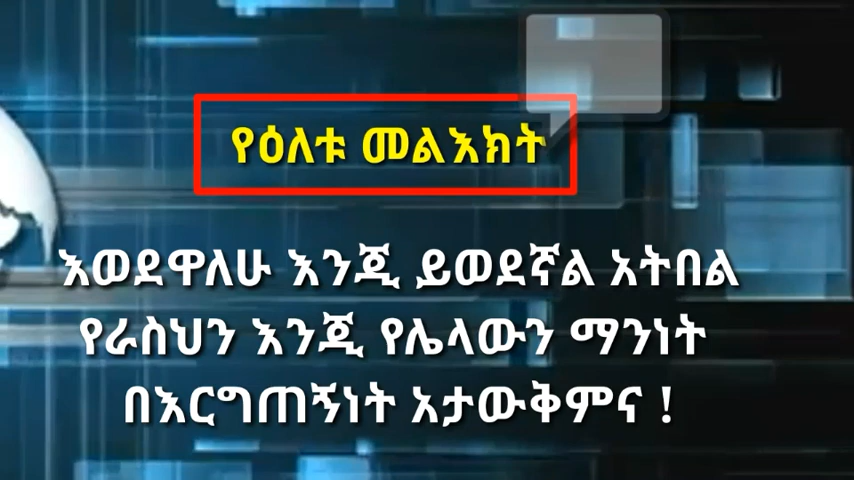 የዕለቱ መልእክት
እወደዋለሁ እንጂ ይወደኛል አትበል
የራስህን እንጂ የሌላውን ማንነት
በእርግጠኝነት አታውቅምና !